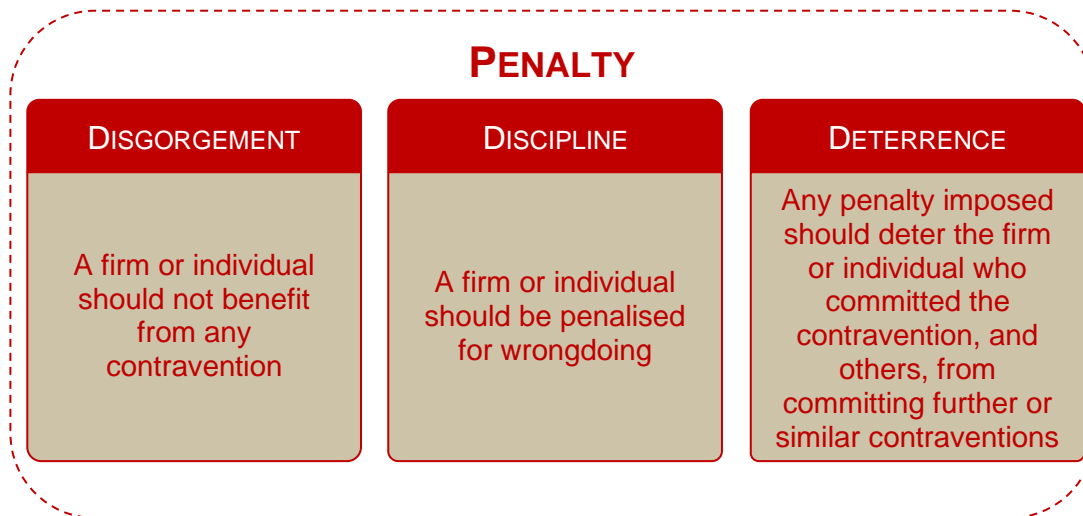 PENALTY
DISGORGEMENT
A firm or individual
should not benefit
from any
contravention
DISCIPLINE
A firm or individual
should be penalised
for wrongdoing
DETERRENCE
Any penalty imposed
should deter the firm
or individual who
committed the
contravention, and
others, from
committing further or
similar contraventions